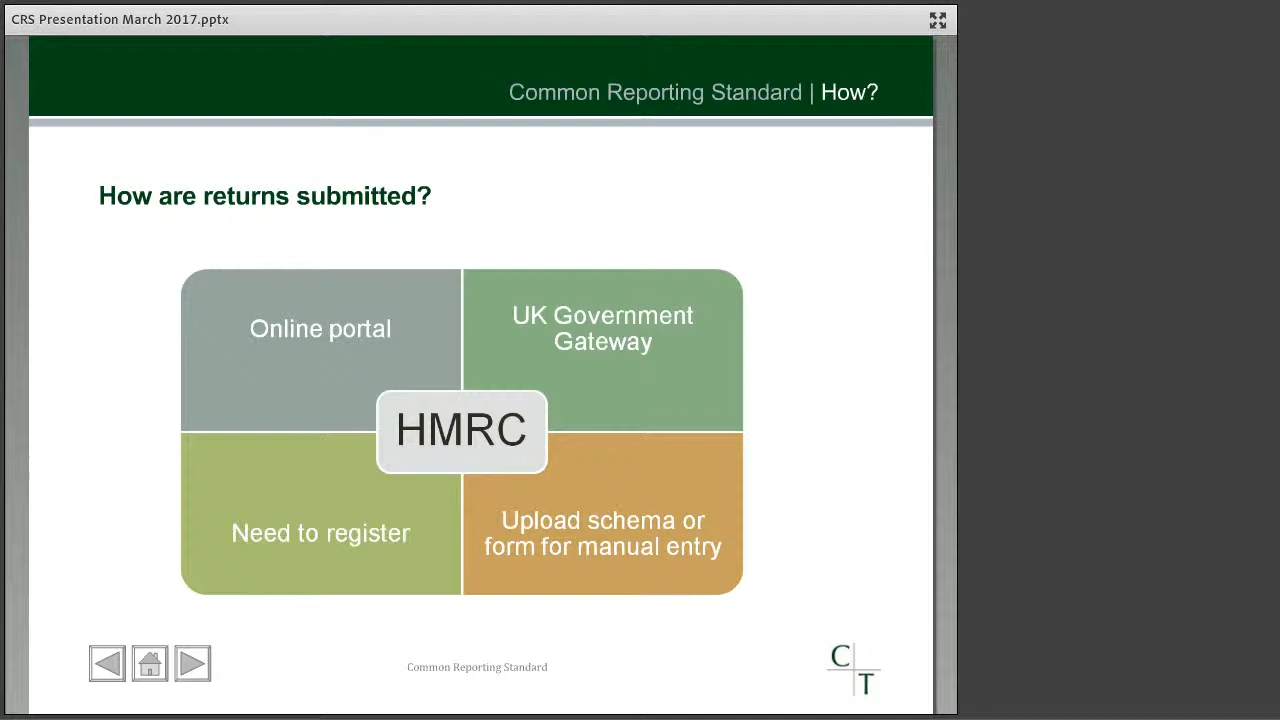 CRS Presentation March 2017.pptx
Common Reporting Standard | How?
How are returns submitted?
Online portal
UK Government
Gateway
HMRC
Need to register
Upload schema or
form for manual entry
Common Reporting Standard
C
T